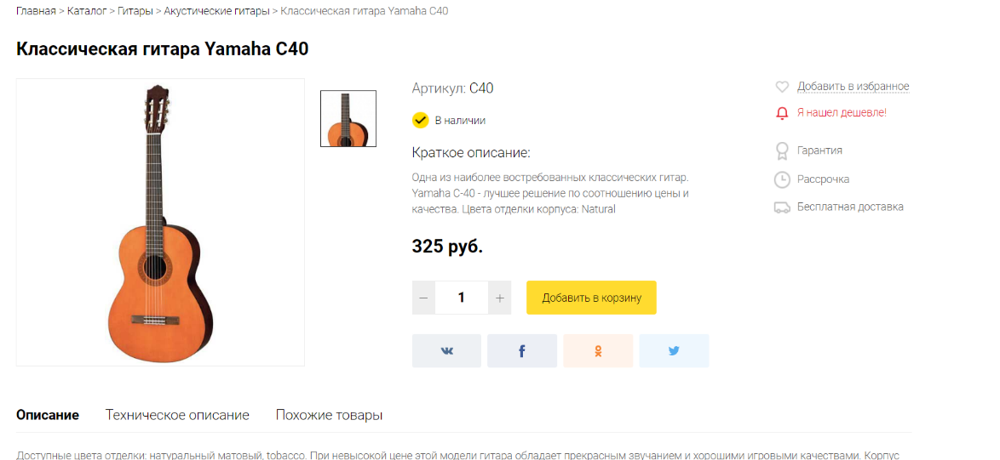 Главная > Каталог > Гитары > Акустические гитары > Классическая гитара Yamaha C40
Классическая гитара Yamaha C40
Артикул: C40
В наличии
Краткое описание:
Одна из наиболее востребованных классических гитар.
Yamaha C-40 - лучшее решение по соотношению цены и
качества. Цвета отделки корпуса: Natural
325 руб.
− 1 +
Добавить в корзину
Добавить в избранное
Я нашел дешевле!
Гарантия
Рассрочка
Бесплатная доставка
Описание Техническое описание Похожие товары
Доступные цвета отделки: натуральный матовый, tobacco. При невысокой цене этой модели гитара обладает прекрасным звучанием и хорошими игровыми качествами. Корпус